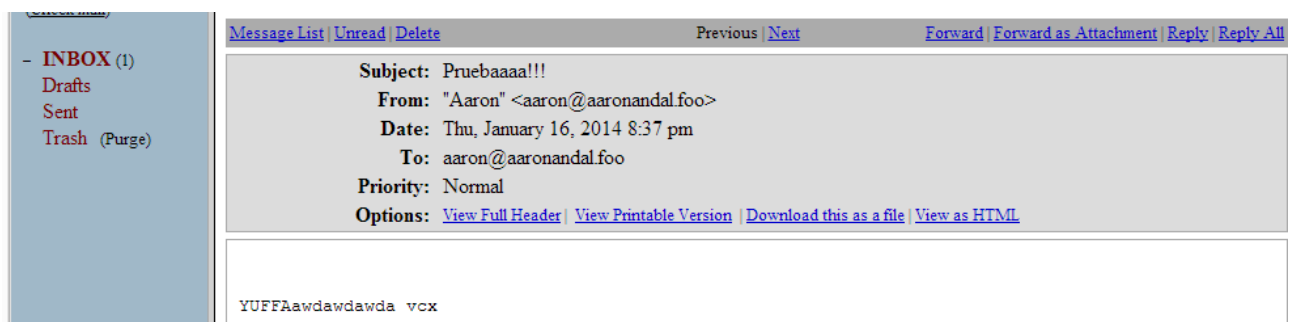 (Check mail)
– INBOX (1)
Drafts
Sent
Trash (Purge)
Message List | Unread | Delete Previous | Next Forward | Forward as Attachment | Reply | Reply All
Subject: Pruebaaaa!!!
From: "Aaron" <aaron@aaronandal.foo>
Date: Thu, January 16, 2014 8:37 pm
To: aaron@aaronandal.foo
Priority: Normal
Options: View Full Header | View Printable Version | Download this as a file | View as HTML
YUFFAawdawdawda vcx